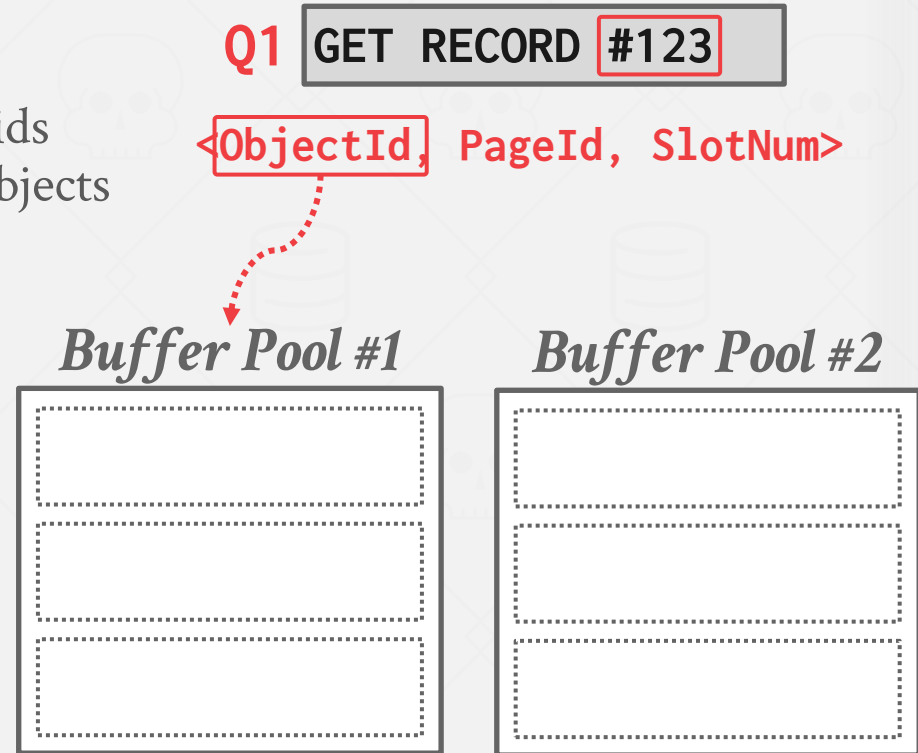 Q1 GET RECORD #123
ids
<ObjectId, PageId, SlotNum>
bjects
Buffer Pool #1
Buffer Pool #2